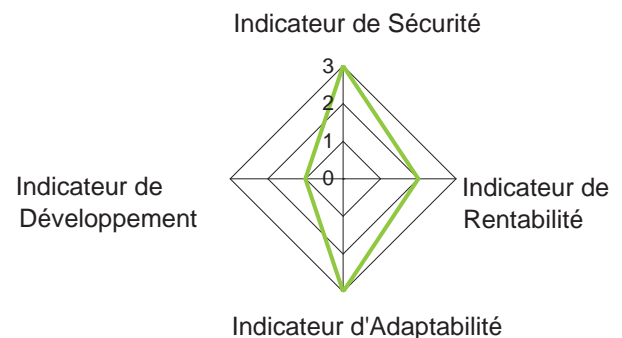 Indicateur de Sécurité
3
2
1
0
Indicateur de
Développement
Indicateur de
Rentabilité
Indicateur d'Adaptabilité